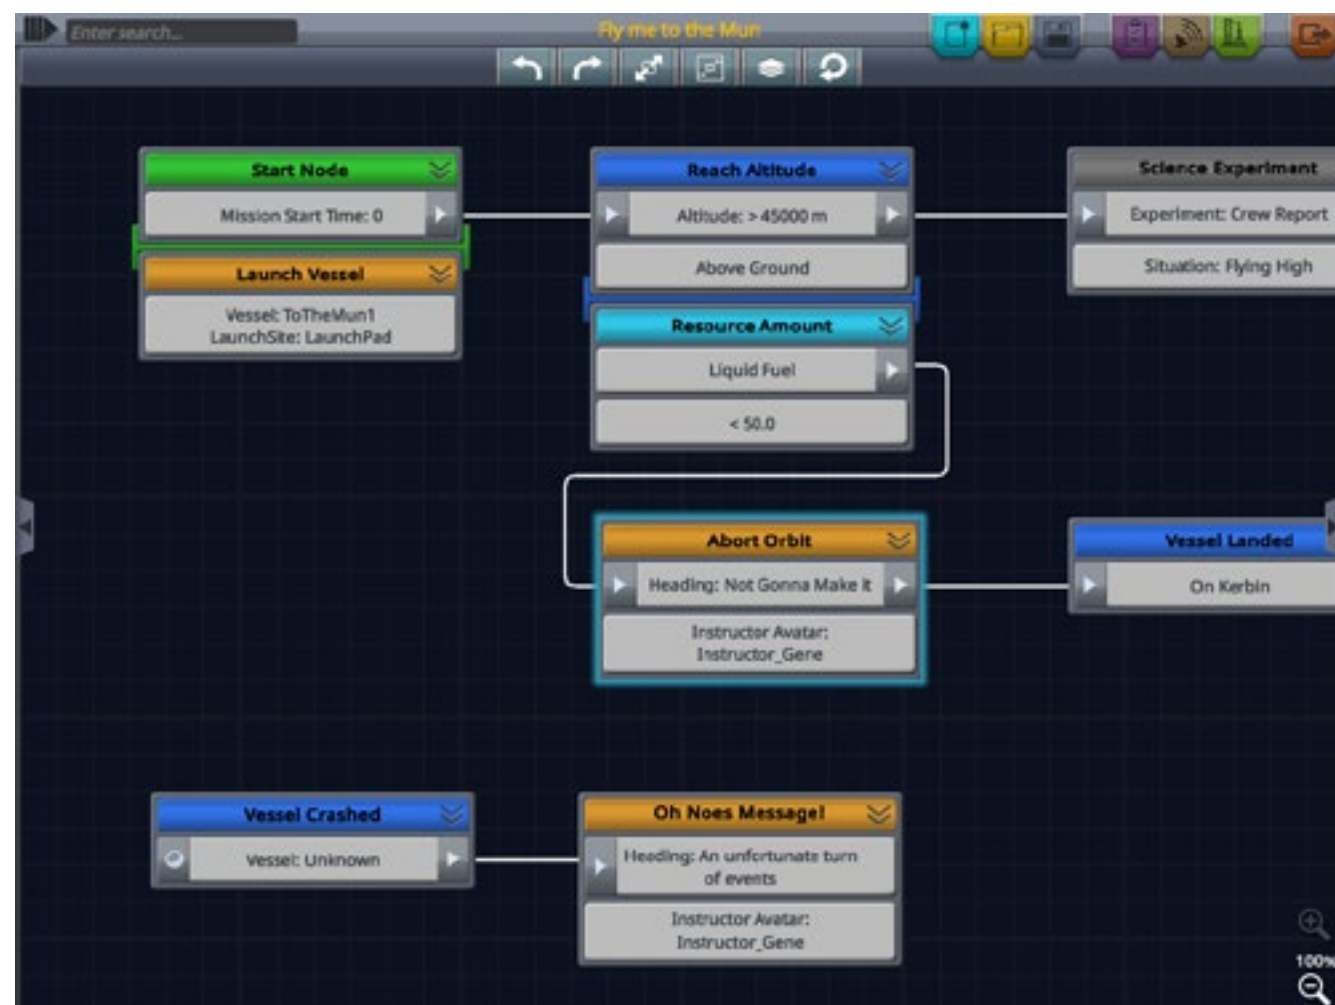 Enter search...
Fly me to the Mun
Start Node
Mission Start Time: 0
Launch Vessel
Vessel: ToTheMun1
LaunchSite: LaunchPad
Reach Altitude
Altitude: > 45000 m
Above Ground
Resource Amount
Liquid Fuel
< 50.0
Science Experiment
Experiment: Crew Report
Situation: Flying High
Abort Orbit
Heading: Not Gonna Make it
Instructor Avatar:
Instructor_Gene
Vessel Landed
On Kerbin
Vessel Crashed
Vessel: Unknown
Oh Noes Message!
Heading: An unfortunate turn
of events
Instructor Avatar:
Instructor_Gene
100%